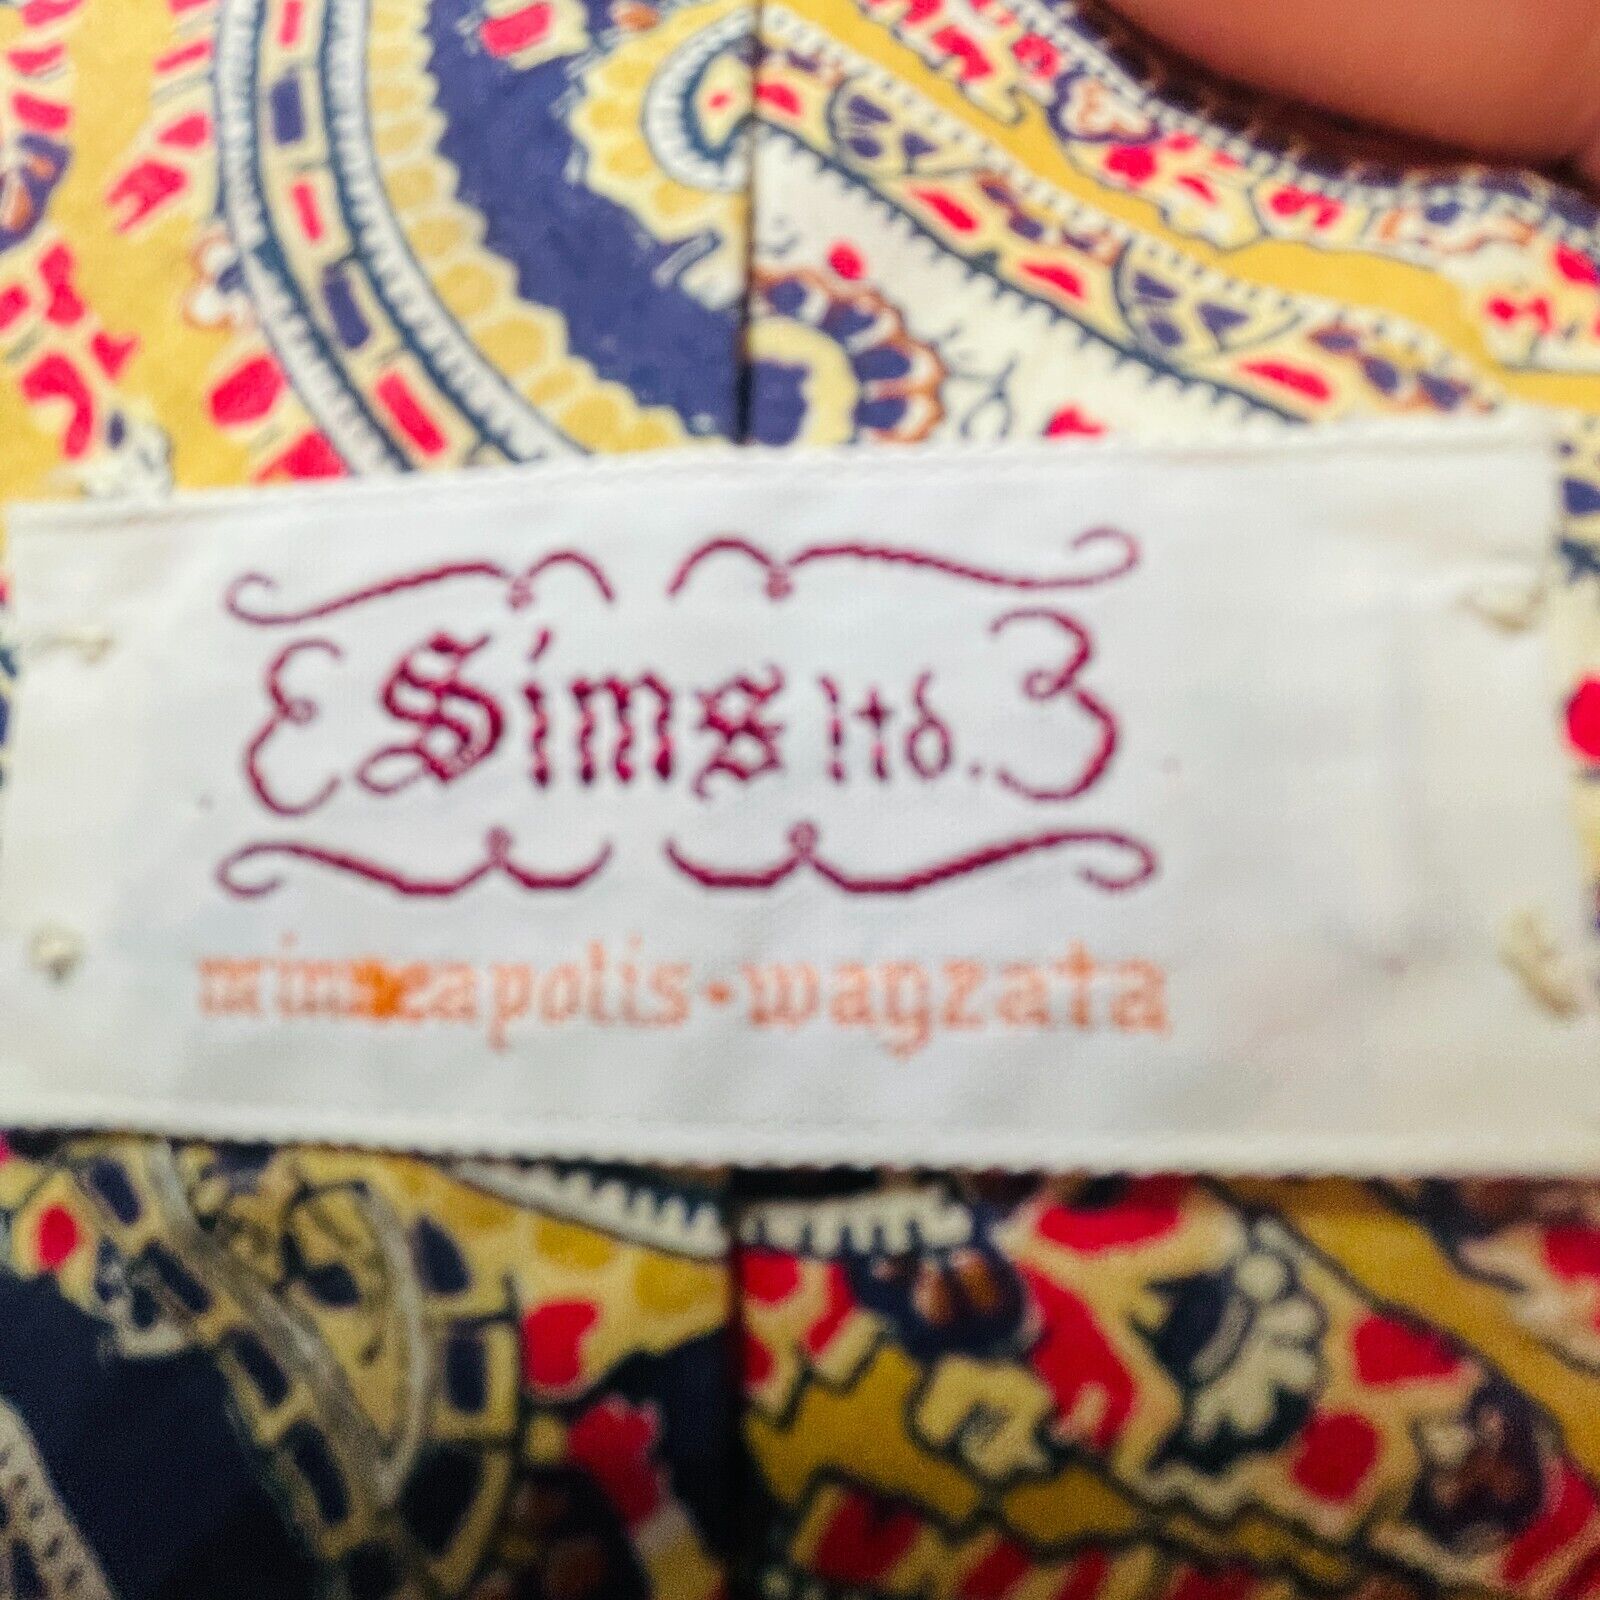 Sims ltd.
minneapolis • wayzata